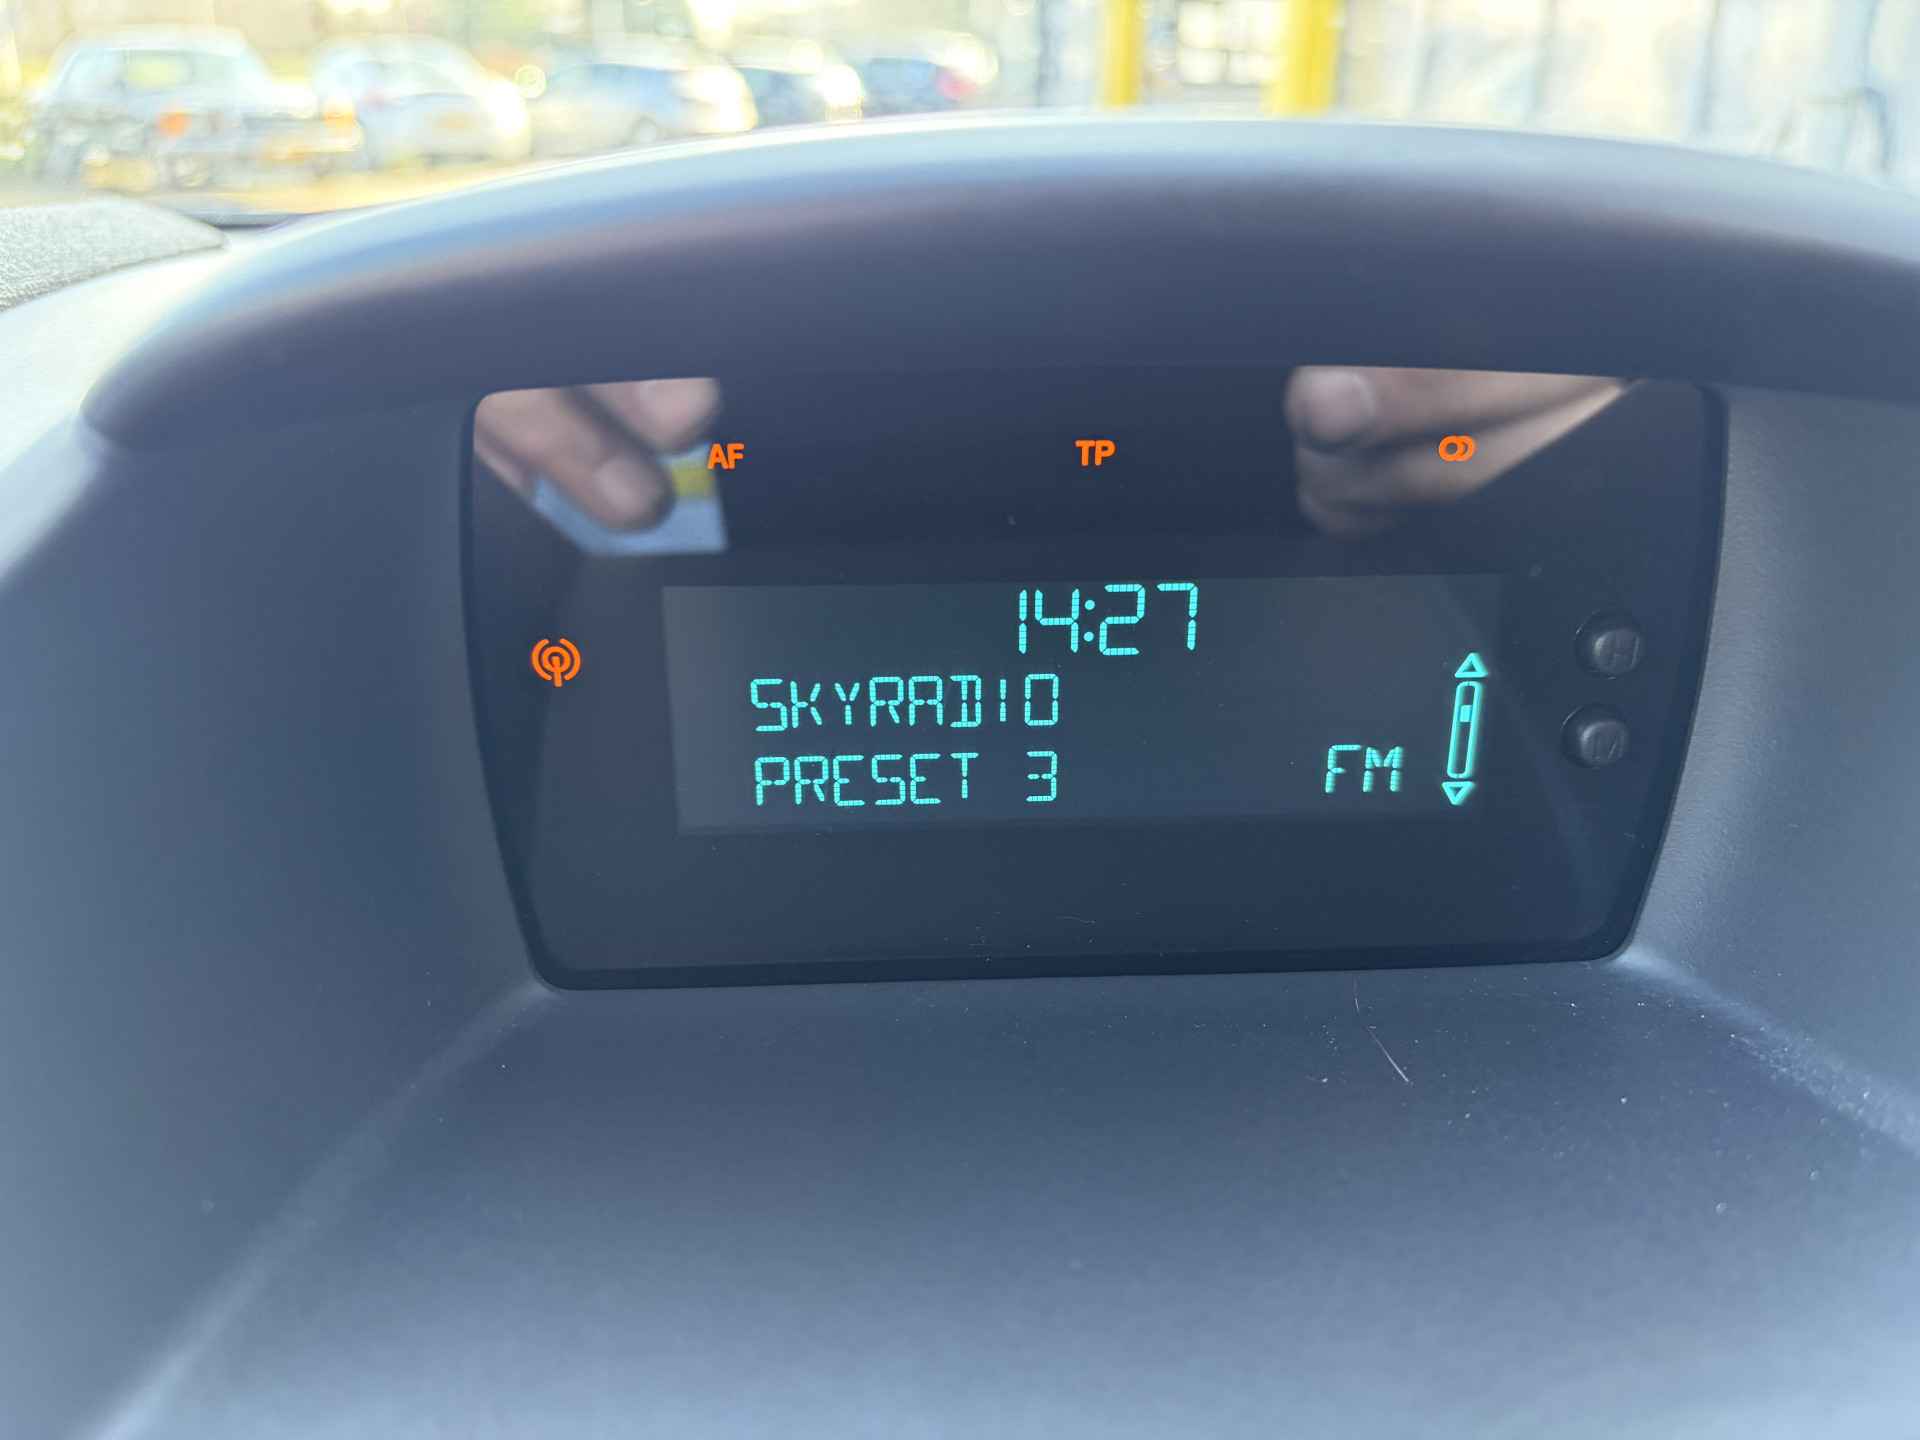 AF TP
14:27
SKYRADIO
PRESET 3 FM
H
M